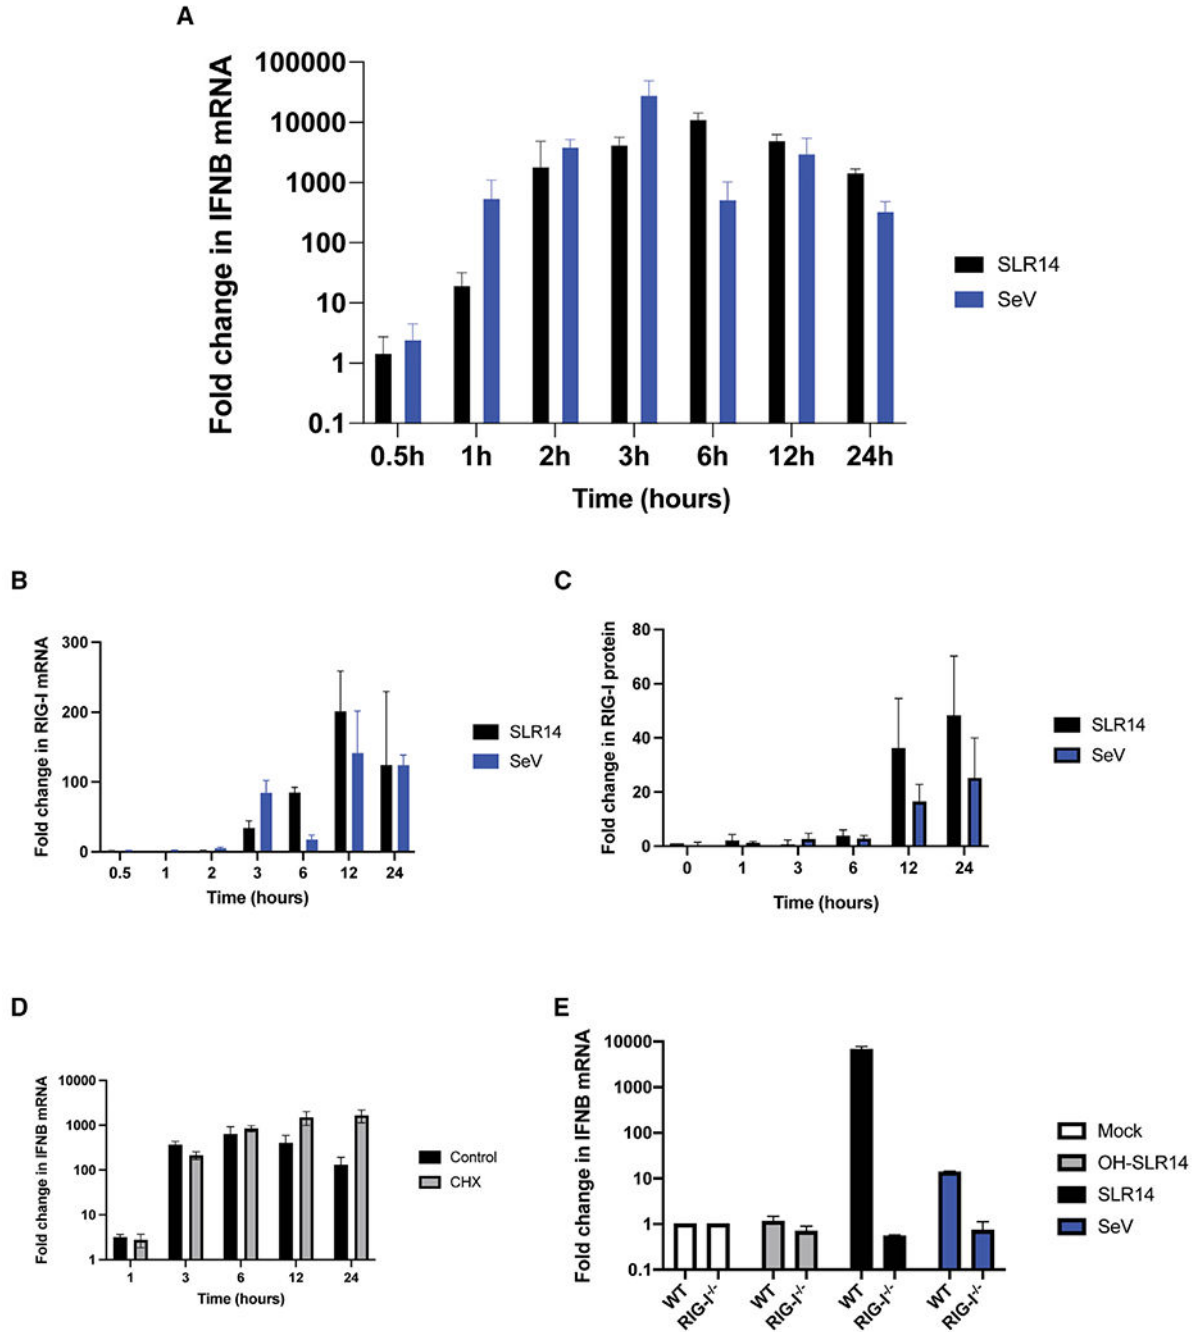 A
Fold change in IFNB mRNA
100000
10000
1000
100
10
1
0.1
0.5h 1h 2h 3h 6h 12h 24h
Time (hours)
SLR14
SeV
B
Fold change in RIG-I mRNA
300
200
100
0
0.5 1 2 3 6 12 24
Time (hours)
SLR14
SeV
C
Fold change in RIG-I protein
80
60
40
20
0
0 1 3 6 12 24
Time (hours)
SLR14
SeV
D
Fold change in IFNB mRNA
10000
1000
100
10
1
1 3 6 12 24
Time (hours)
Control
CHX
E
Fold change in IFNB mRNA
10000
1000
100
10
1
0.1
WT RIG-I-/- WT RIG-I-/- WT RIG-I-/- WT RIG-I-/-
Mock
OH-SLR14
SLR14
SeV